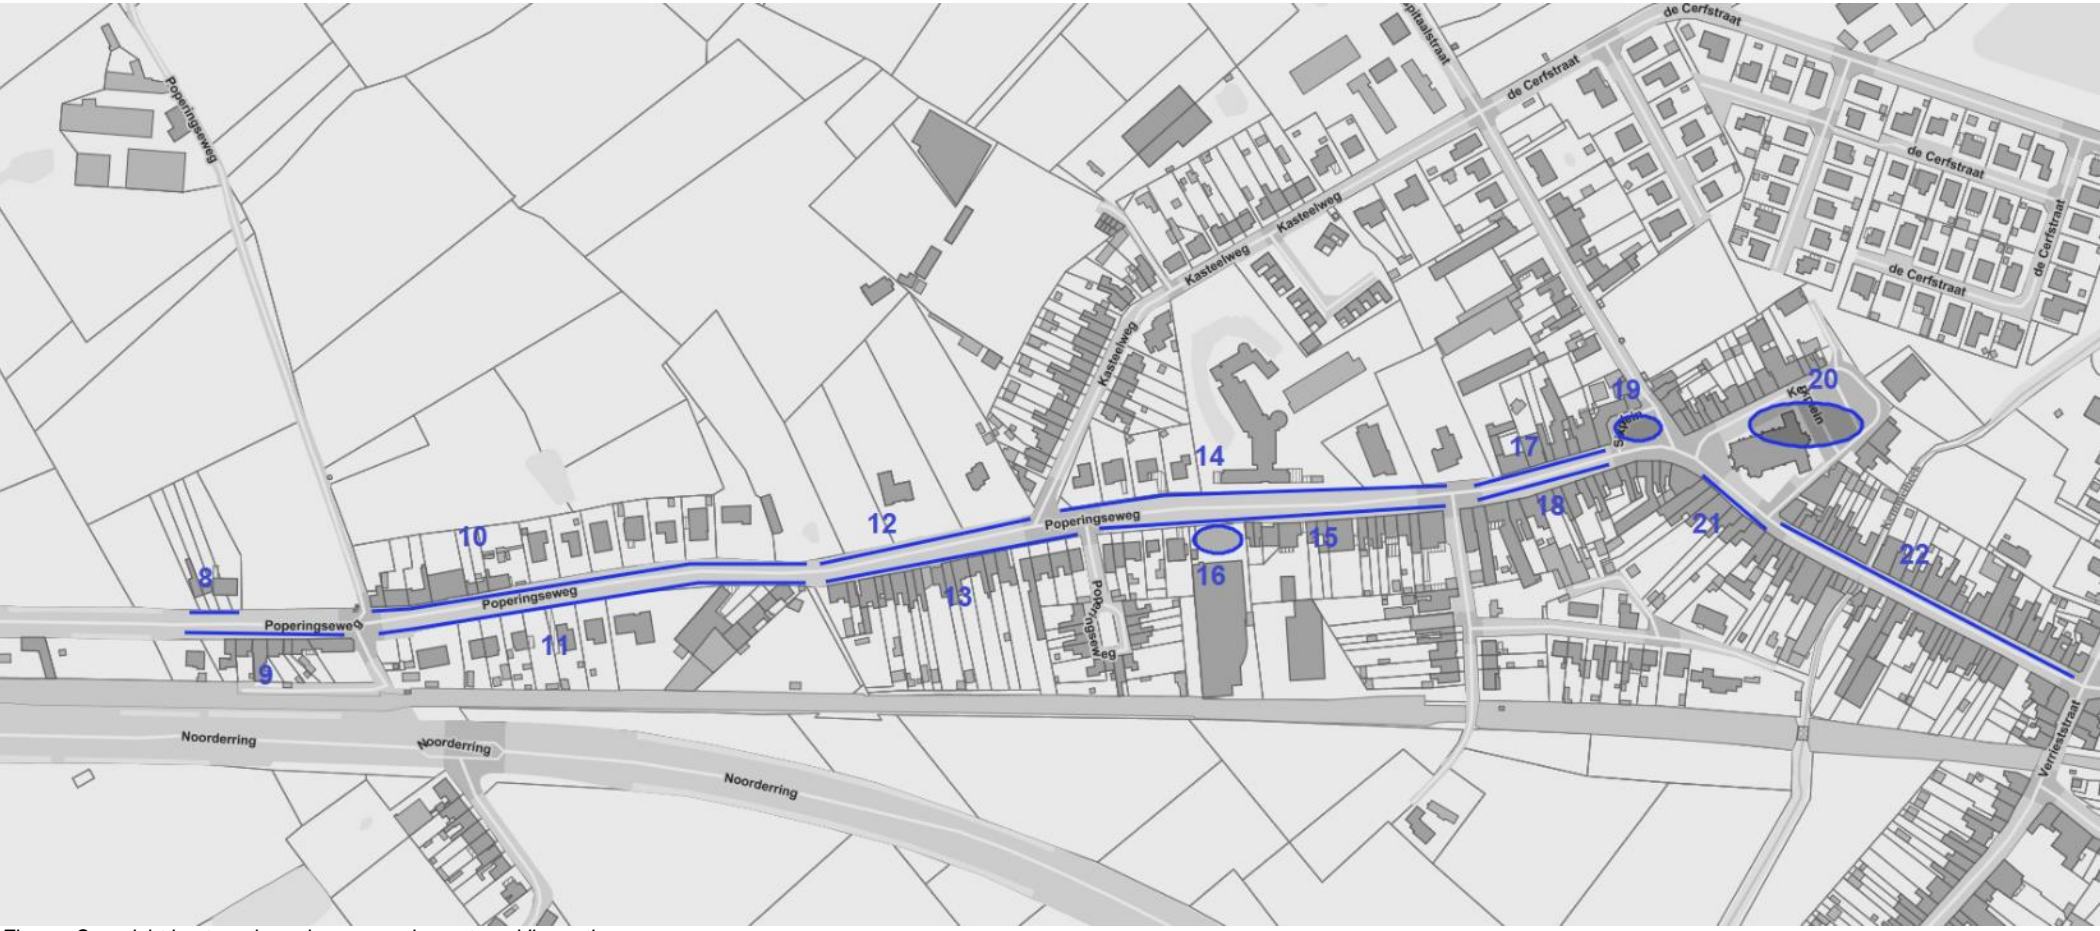 de Cerfstraat
pitaalstraat
de Cerfstraat
Poperingseweg
de Cerfstraat
Kasteelweg
de Cerfstraat
Kasteelweg
de Cerfstraat
Kasteelweg
19
20
17
14
18
12
Poperingseweg
21
10
15
22
16
8
13
Poperingseweg
Poperingseweg
Poperingseweg
11
9
Noorderring
Noorderring
Noorderring
Verrieststraat